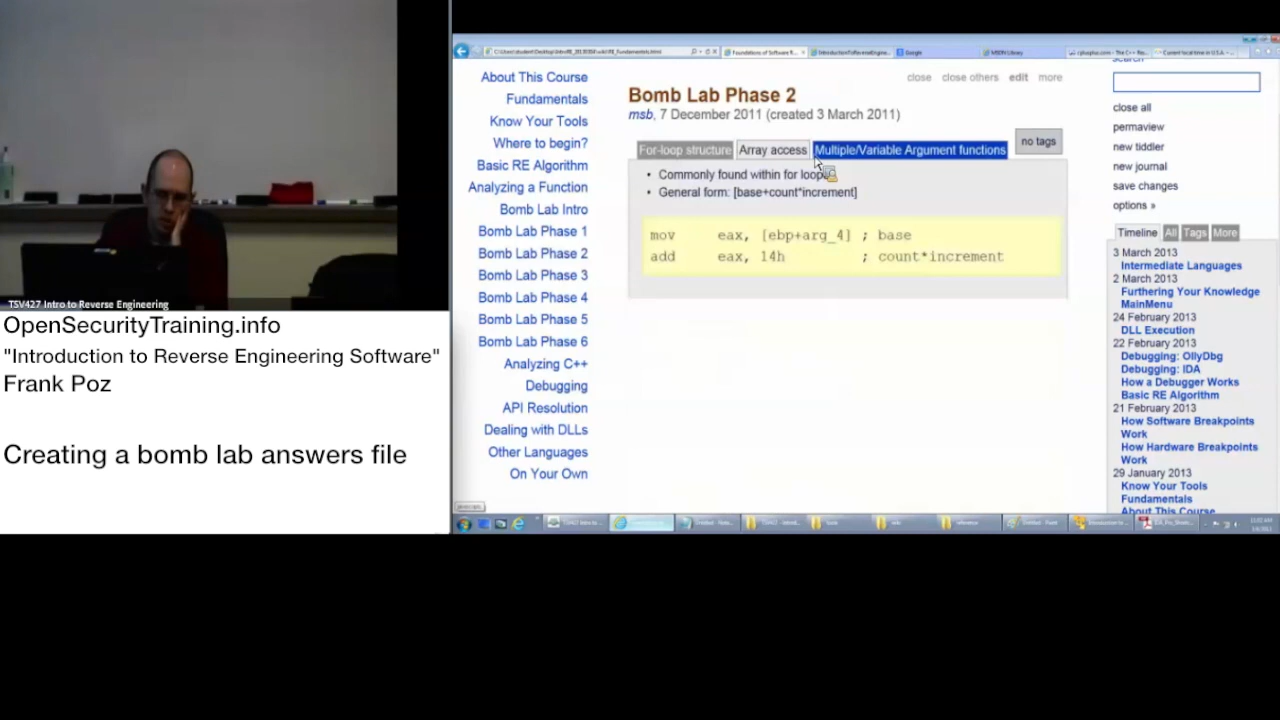 TSV427 Intro to Reverse Engineering
OpenSecurityTraining.info
"Introduction to Reverse Engineering Software"
Frank Poz
Creating a bomb lab answers file
About This Course
Fundamentals
Know Your Tools
Where to begin?
Basic RE Algorithm
Analyzing a Function
Bomb Lab Intro
Bomb Lab Phase 1
Bomb Lab Phase 2
Bomb Lab Phase 3
Bomb Lab Phase 4
Bomb Lab Phase 5
Bomb Lab Phase 6
Analyzing C++
Debugging
API Resolution
Dealing with DLLs
Other Languages
On Your Own
close close others edit more
Bomb Lab Phase 2
msb, 7 December 2011 (created 3 March 2011)
no tags
For-loop structure Array access Multiple/Variable Argument functions
• Commonly found within for loops
• General form: [base+count*increment]
mov eax, [ebp+arg_4] ; base
add eax, 14h ; count*increment
search
close all
permaview
new tiddler
new journal
save changes
options »
Timeline All Tags More
3 March 2013
Intermediate Languages
2 March 2013
Furthering Your Knowledge
MainMenu
24 February 2013
DLL Execution
22 February 2013
Debugging: OllyDbg
Debugging: IDA
How a Debugger Works
Basic RE Algorithm
21 February 2013
How Software Breakpoints
Work
How Hardware Breakpoints
Work
29 January 2013
Know Your Tools
Fundamentals
About This Course